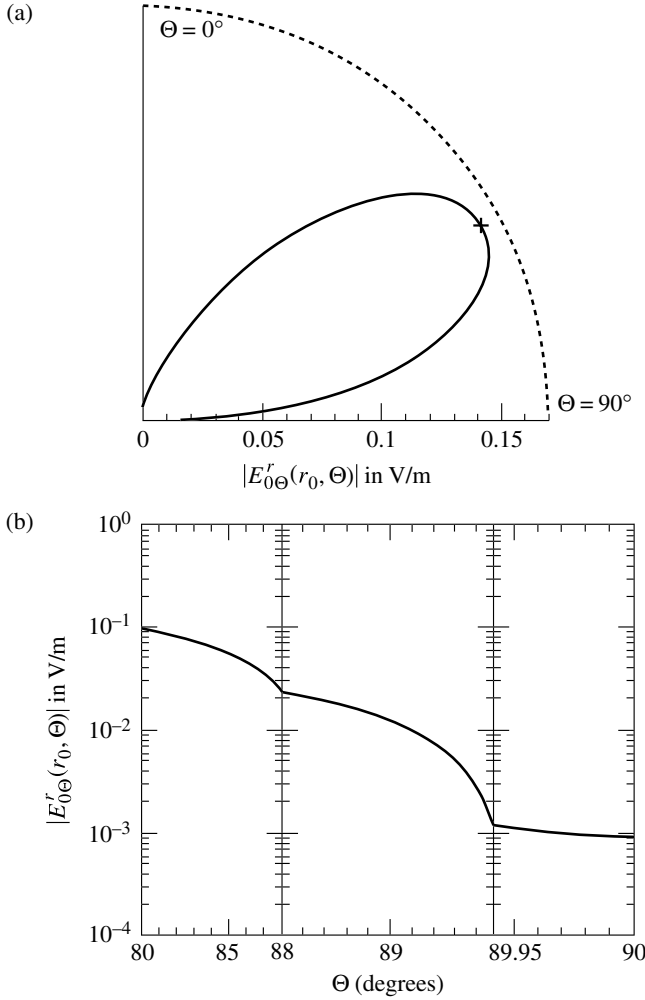 (a)
Θ = 0°
Θ = 90°
0 0.05 0.1 0.15
|E^r_{0Θ}(r_0, Θ)| in V/m
(b)
10^0
10^{-1}
10^{-2}
10^{-3}
10^{-4}
|E^r_{0Θ}(r_0, Θ)| in V/m
80 85 88 89 89.95 90
Θ (degrees)